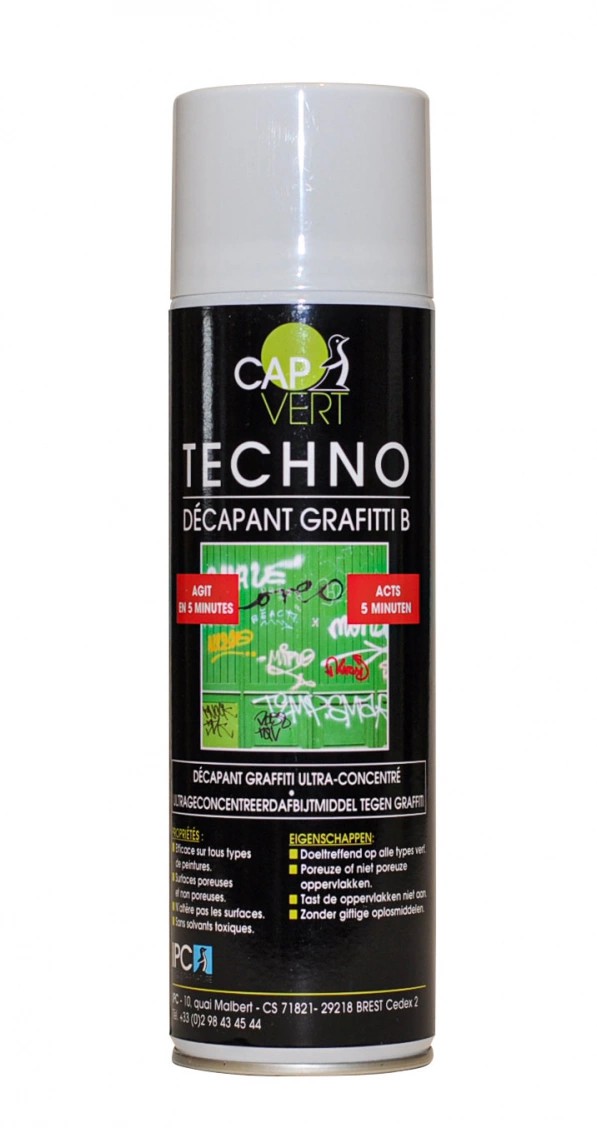 CAP
VERT
TECHNO
DÉCAPANT GRAFITTI B
AGIT
EN 5 MINUTES
ACTS
5 MINUTEN
DÉCAPANT GRAFFITI ULTRA-CONCENTRÉ
ULTRAGECONCENTREERDAFBIJTMIDDEL TEGEN GRAFFITI
PROPRIÉTÉS :
Efficace sur tous types
de peintures.
Surfaces poreuses
et non poreuses.
N'altère pas les surfaces.
Sans solvants toxiques.
EIGENSCHAPPEN:
Doeltreffend op alle types verf.
Poreuze of niet poreuze
oppervlakken.
Tast de oppervlakken niet aan.
Zonder giftige oplosmiddelen.
IPC
IPC - 10, quai Malbert - CS 71821- 29218 BREST Cedex 2
Tél. +33 (0)2 98 43 45 44